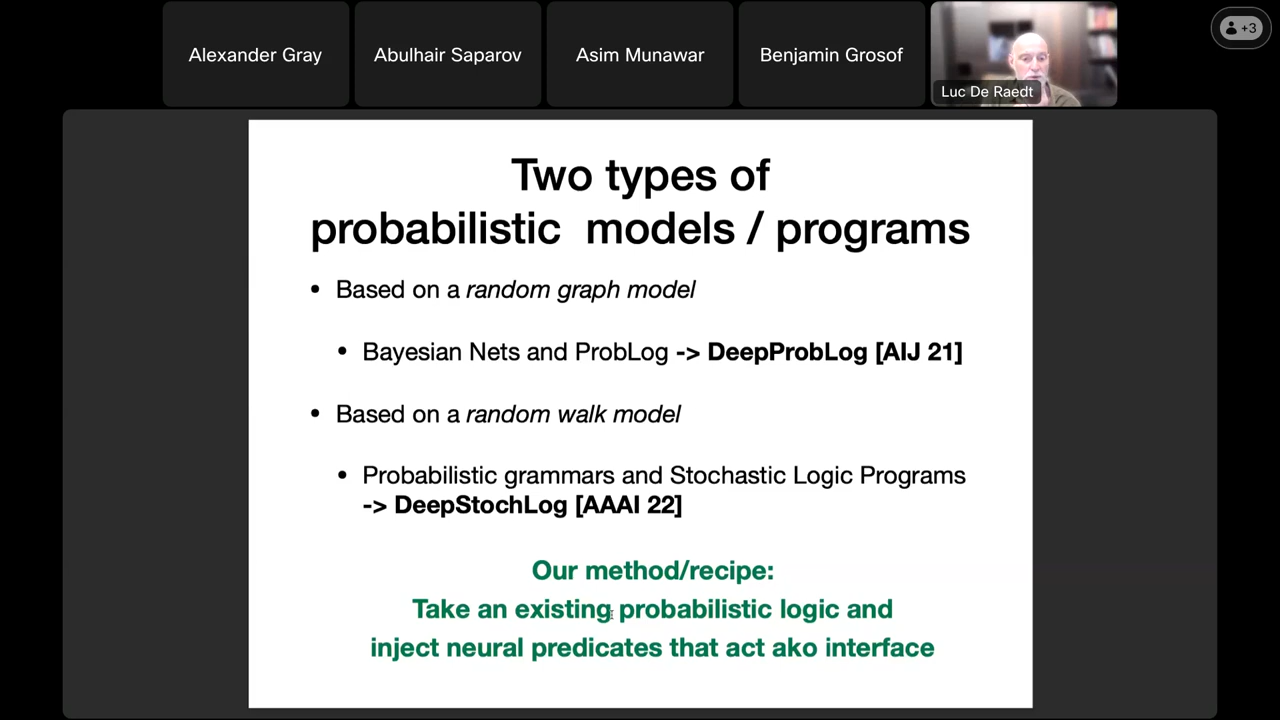 Alexander Gray
Abulhair Saparov
Asim Munawar
Benjamin Grosof
Luc De Raedt
+3
Two types of
probabilistic models / programs
• Based on a random graph model
• Bayesian Nets and ProbLog -> DeepProbLog [AIJ 21]
• Based on a random walk model
• Probabilistic grammars and Stochastic Logic Programs
-> DeepStochLog [AAAI 22]
Our method/recipe:
Take an existing probabilistic logic and
inject neural predicates that act ako interface